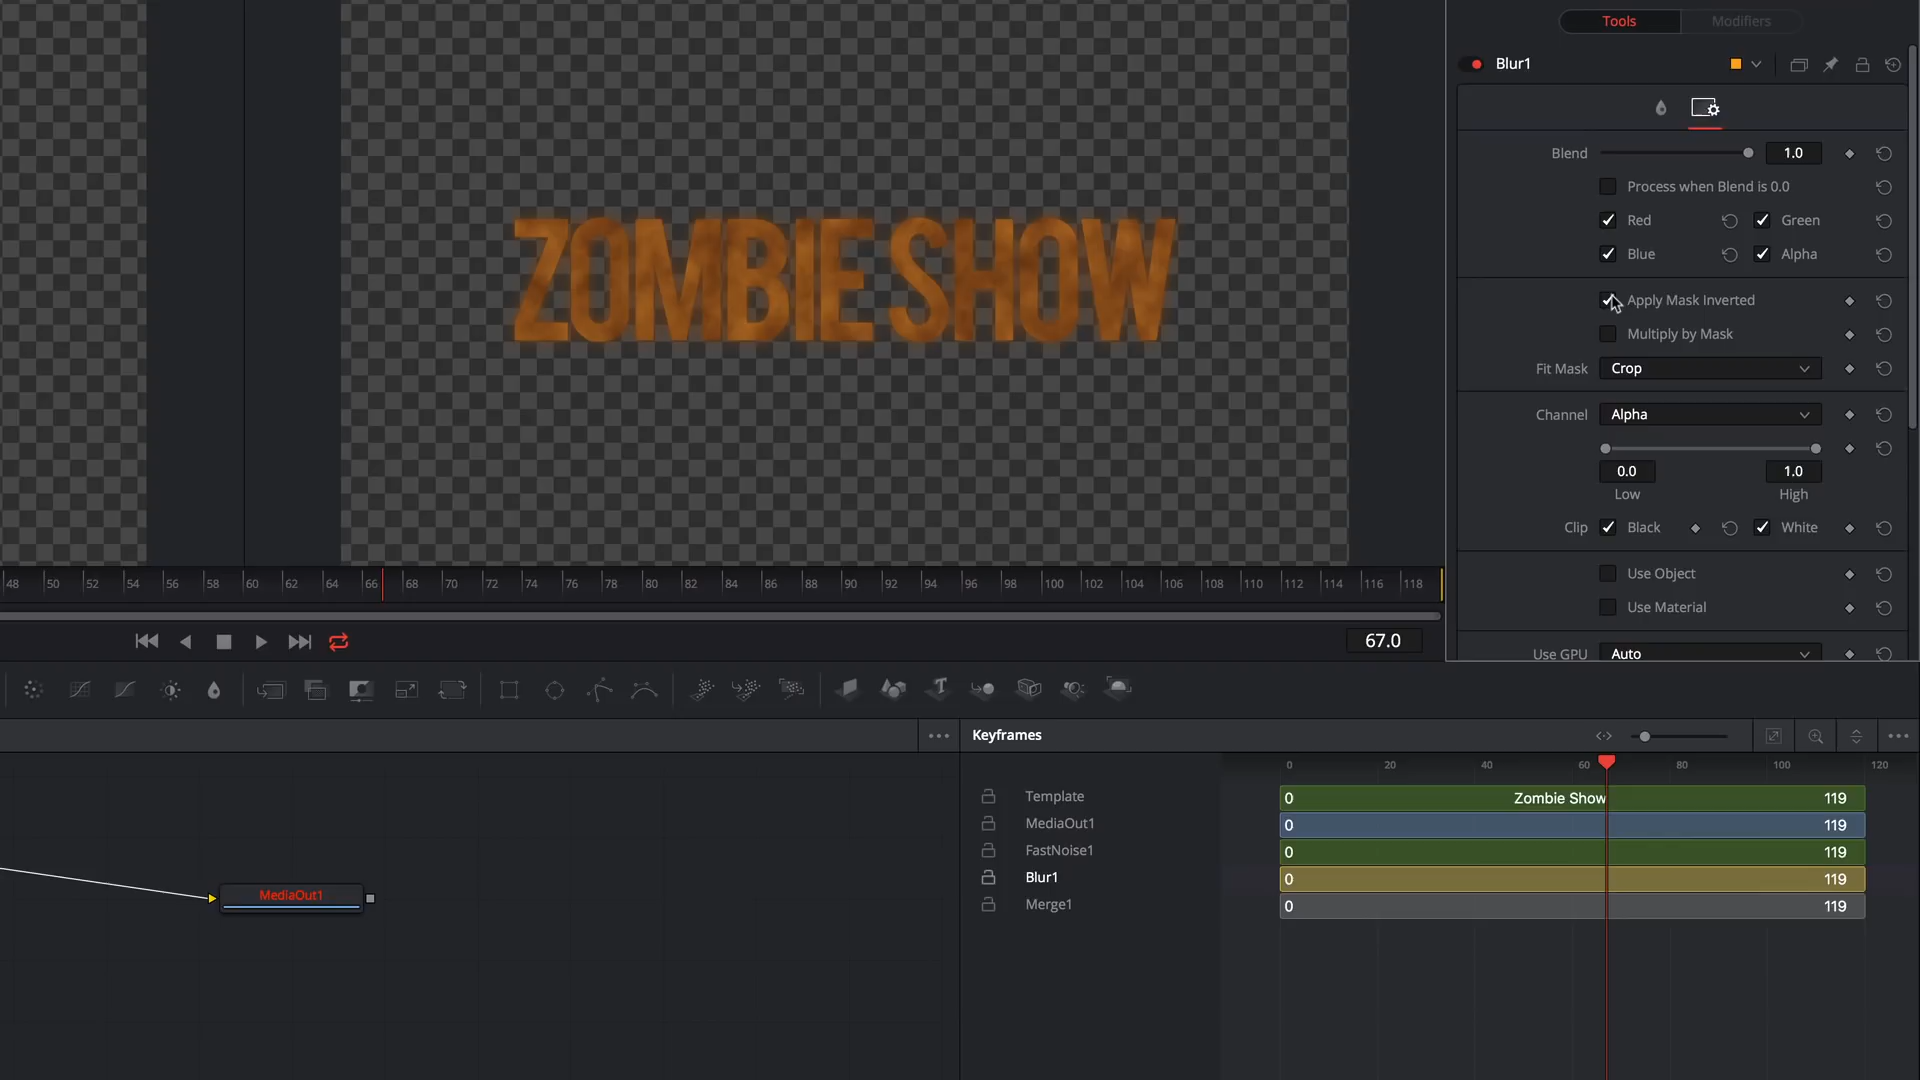 Tools Modifiers
Blur1
Blend 1.0
Process when Blend is 0.0
Red Green
Blue Alpha
Apply Mask Inverted
Multiply by Mask
Fit Mask Crop
Channel Alpha
0.0 1.0
Low High
Clip Black White
Use Object
Use Material
Use GPU Auto
ZOMBIE SHOW
48 50 52 54 56 58 60 62 64 66 68 70 72 74 76 78 80 82 84 86 88 90 92 94 96 98 100 102 104 106 108 110 112 114 116 118
67.0
Keyframes
0 20 40 60 80 100 120
Template 0 Zombie Show 119
MediaOut1 0 119
FastNoise1 0 119
Blur1 0 119
Merge1 0 119
MediaOut1